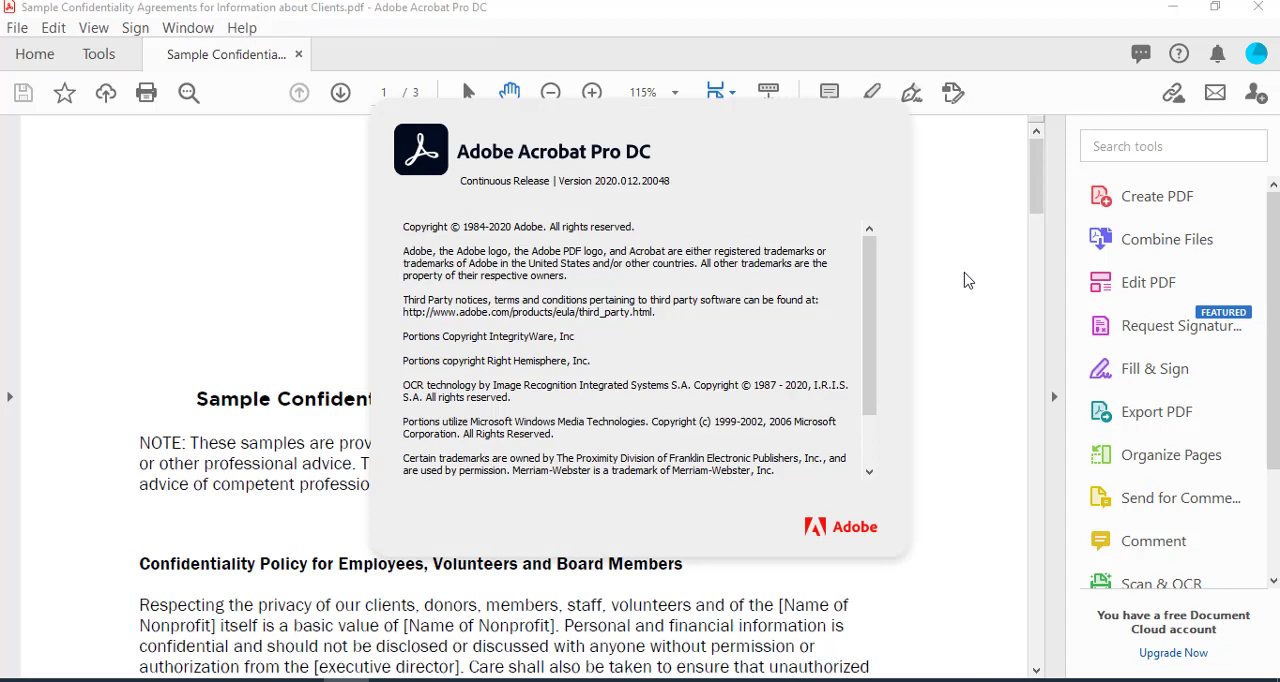 Sample Confidentiality Agreements for Information about Clients.pdf - Adobe Acrobat Pro DC
File Edit View Sign Window Help
Home Tools Sample Confidentia... ×
1 / 3 115%
Adobe Acrobat Pro DC
Continuous Release | Version 2020.012.20048
Copyright © 1984-2020 Adobe. All rights reserved.
Adobe, the Adobe logo, the Adobe PDF logo, and Acrobat are either registered trademarks or
trademarks of Adobe in the United States and/or other countries. All other trademarks are the
property of their respective owners.
Third Party notices, terms and conditions pertaining to third party software can be found at:
http://www.adobe.com/products/eula/third_party.html.
Portions Copyright IntegrityWare, Inc
Portions copyright Right Hemisphere, Inc.
OCR technology by Image Recognition Integrated Systems S.A. Copyright © 1987 - 2020, I.R.I.S.
S.A. All rights reserved.
Portions utilize Microsoft Windows Media Technologies. Copyright (c) 1999-2002, 2006 Microsoft
Corporation. All Rights Reserved.
Certain trademarks are owned by The Proximity Division of Franklin Electronic Publishers, Inc., and
are used by permission. Merriam-Webster is a trademark of Merriam-Webster, Inc.
Adobe
Sample Confident
NOTE: These samples are prov
or other professional advice. T
advice of competent professio
Confidentiality Policy for Employees, Volunteers and Board Members
Respecting the privacy of our clients, donors, members, staff, volunteers and of the [Name of
Nonprofit] itself is a basic value of [Name of Nonprofit]. Personal and financial information is
confidential and should not be disclosed or discussed with anyone without permission or
authorization from the [executive director]. Care shall also be taken to ensure that unauthorized
Search tools
Create PDF
Combine Files
Edit PDF
FEATURED
Request Signatur...
Fill & Sign
Export PDF
Organize Pages
Send for Comme...
Comment
Scan & OCR
You have a free Document
Cloud account
Upgrade Now